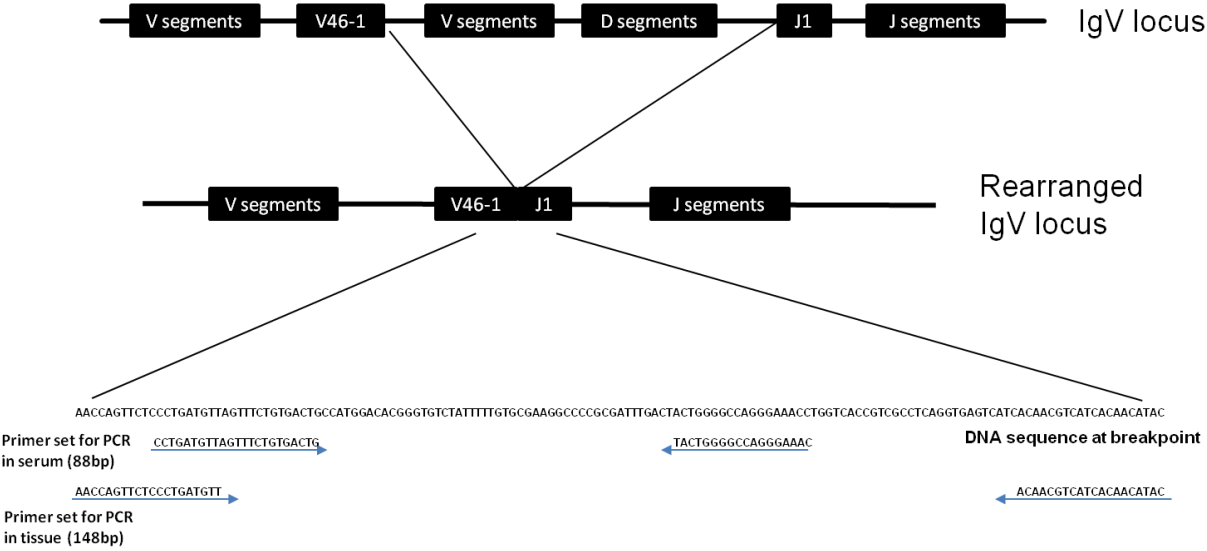 V segments V46-1 V segments D segments J1 J segments IgV locus
V segments V46-1 J1 J segments Rearranged
IgV locus
AACCAGTTCTCCCTGATGTTAGTTTCTGTGACTGCCATGGACACGGGTGTCTATTTTTGTGCGAAGGCCCCGCGATTTGACTACTGGGGCCAGGGAAACCTGGTCACCGTCGCCTCAGGTGAGTCATCACAACGTCATCACAACATAC
Primer set for PCR
in serum (88bp)
CCTGATGTTAGTTTCTGTGACTG
TACTGGGGCCAGGGAAAC
DNA sequence at breakpoint
AACCAGTTCTCCCTGATGTT
ACAACGTCATCACAACATAC
Primer set for PCR
in tissue (148bp)